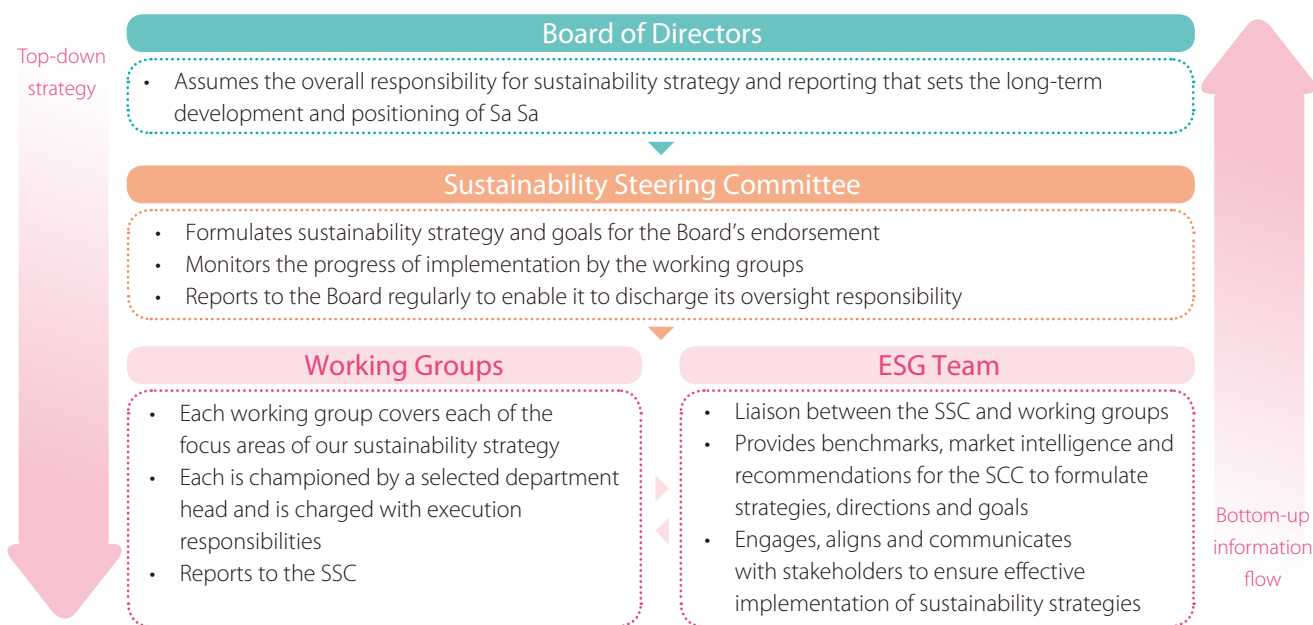 Top-down
strategy
Board of Directors
• Assumes the overall responsibility for sustainability strategy and reporting that sets the long-term
development and positioning of Sa Sa
Sustainability Steering Committee
• Formulates sustainability strategy and goals for the Board's endorsement
• Monitors the progress of implementation by the working groups
• Reports to the Board regularly to enable it to discharge its oversight responsibility
Working Groups
• Each working group covers each of the
focus areas of our sustainability strategy
• Each is championed by a selected department
head and is charged with execution
responsibilities
• Reports to the SSC
ESG Team
• Liaison between the SSC and working groups
• Provides benchmarks, market intelligence and
recommendations for the SCC to formulate
strategies, directions and goals
• Engages, aligns and communicates
with stakeholders to ensure effective
implementation of sustainability strategies
Bottom-up
information
flow